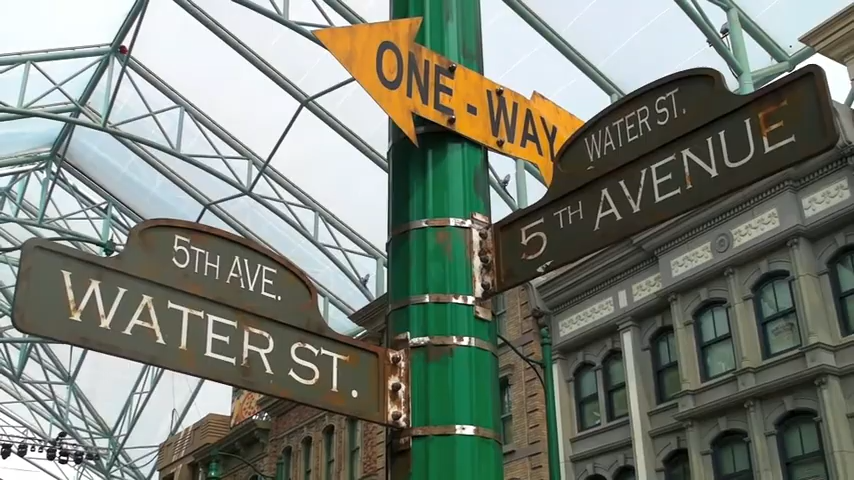 ONE-WAY
WATER ST.
5TH AVENUE
5TH AVE.
WATER ST.